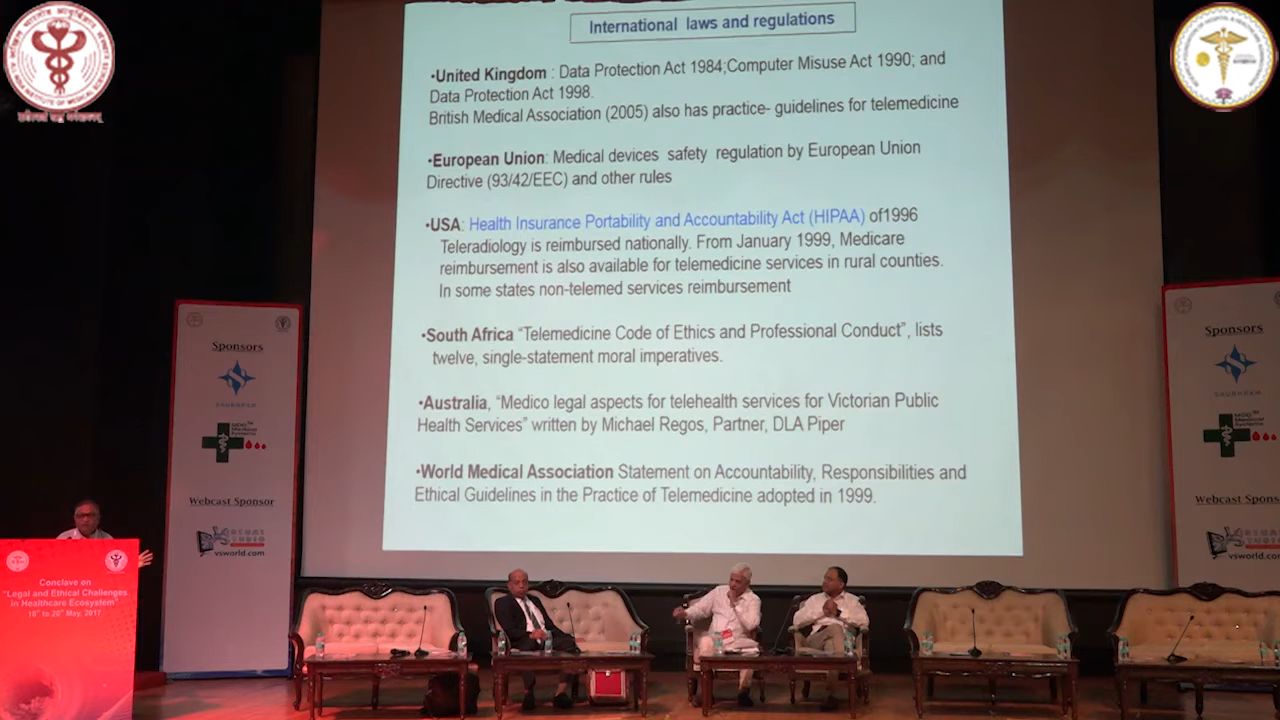 International laws and regulations
•United Kingdom : Data Protection Act 1984;Computer Misuse Act 1990; and
Data Protection Act 1998.
British Medical Association (2005) also has practice- guidelines for telemedicine
•European Union: Medical devices safety regulation by European Union
Directive (93/42/EEC) and other rules
•USA: Health Insurance Portability and Accountability Act (HIPAA) of1996
Teleradiology is reimbursed nationally. From January 1999, Medicare
reimbursement is also available for telemedicine services in rural counties.
In some states non-telemed services reimbursement
•South Africa “Telemedicine Code of Ethics and Professional Conduct”, lists
twelve, single-statement moral imperatives.
•Australia, “Medico legal aspects for telehealth services for Victorian Public
Health Services” written by Michael Regos, Partner, DLA Piper
•World Medical Association Statement on Accountability, Responsibilities and
Ethical Guidelines in the Practice of Telemedicine adopted in 1999.
Sponsors
Webcast Sponsor
vsworld.com
Sponsors
Webcast Spons
vsworld.com
Conclave on
"Legal and Ethical Challenges
in Healthcare Ecosystem"
18th to 20th May, 2017